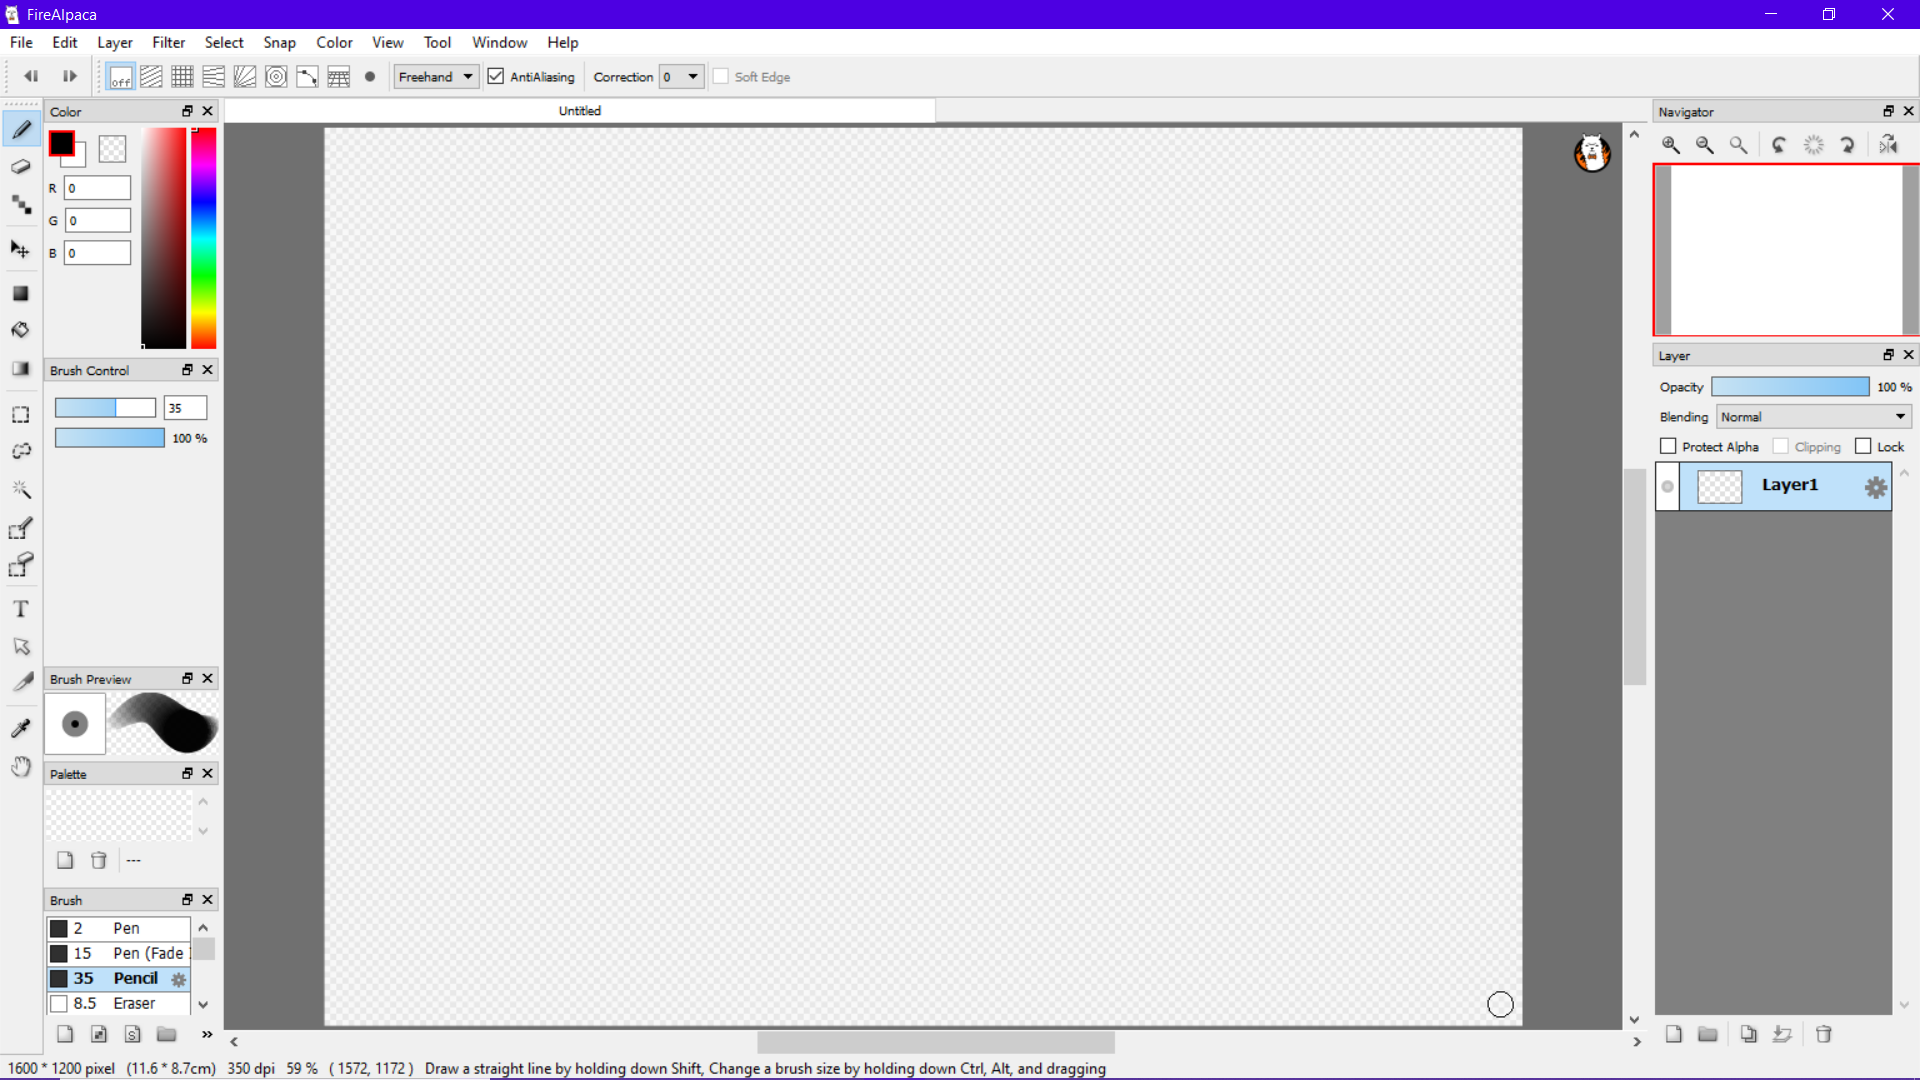 FireAlpaca
File Edit Layer Filter Select Snap Color View Tool Window Help
off Freehand AntiAliasing Correction 0 Soft Edge
Color
Untitled
Navigator
R 0
G 0
B 0
Brush Control
35
100 %
Layer
Opacity 100 %
Blending Normal
Protect Alpha Clipping Lock
Layer1
T
Brush Preview
Palette
---
Brush
2 Pen
15 Pen (Fade
35 Pencil
8.5 Eraser
S
1600 * 1200 pixel (11.6 * 8.7cm) 350 dpi 59 % ( 1572, 1172 ) Draw a straight line by holding down Shift, Change a brush size by holding down Ctrl, Alt, and dragging